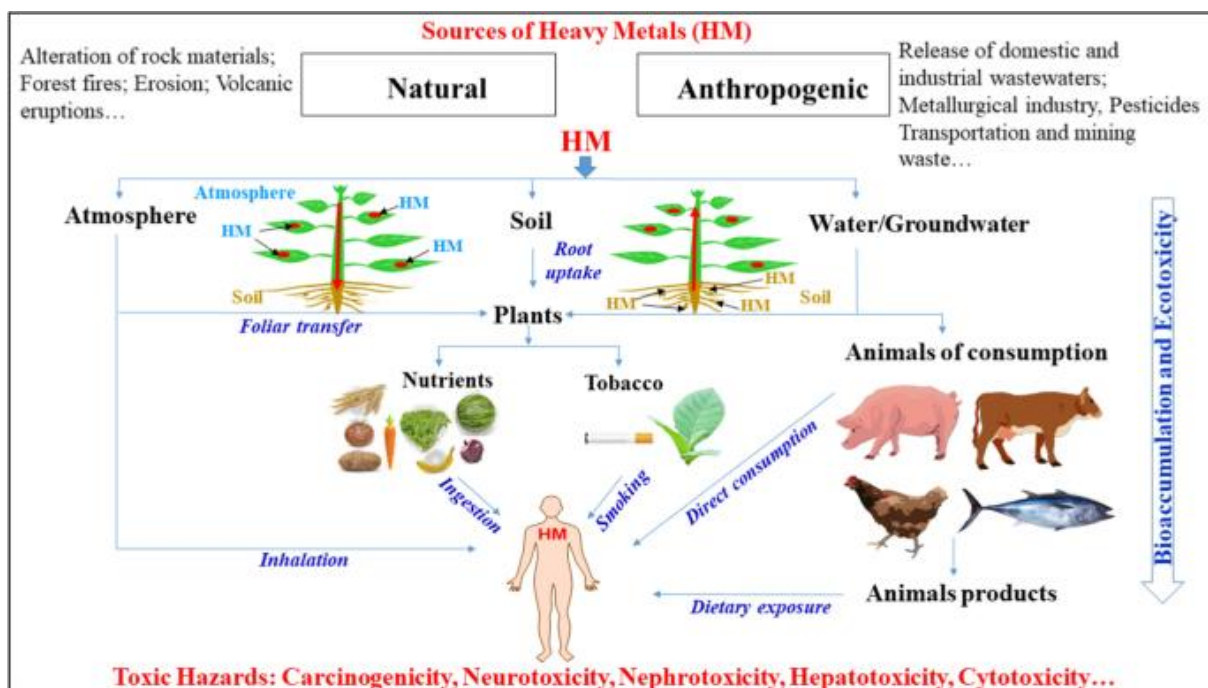 Sources of Heavy Metals (HM)
Alteration of rock materials;
Forest fires; Erosion; Volcanic
eruptions…
Natural
Anthropogenic
Release of domestic and
industrial wastewaters;
Metallurgical industry, Pesticides
Transportation and mining
waste…
HM
Atmosphere
Atmosphere
HM
HM
HM
Soil
Foliar transfer
Soil
Root
uptake
HM
HM
HM
Soil
Water/Groundwater
Plants
Nutrients
Tobacco
Animals of consumption
Ingestion
Smoking
Direct consumption
HM
Inhalation
Dietary exposure
Animals products
Bioaccumulation and Ecotoxicity
Toxic Hazards: Carcinogenicity, Neurotoxicity, Nephrotoxicity, Hepatotoxicity, Cytotoxicity…